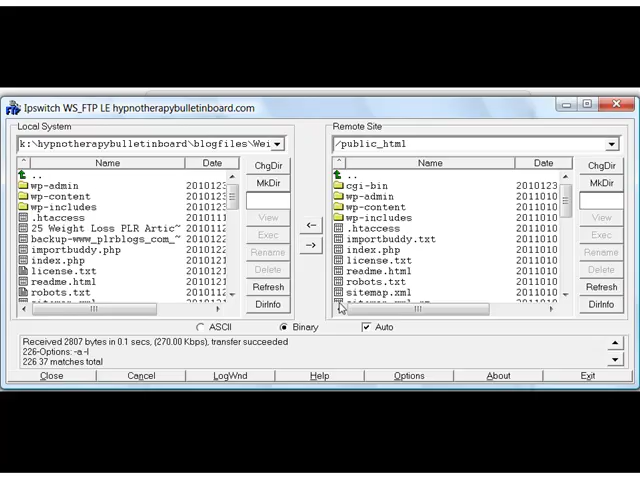 Ipswitch WS_FTP LE hypnotherapybulletinboard.com
Local System
k:\hypnotherapybulletinboard\blogfiles\Wei
^ Name Date
..
wp-admin 2010123
wp-content 2010123
wp-includes 2010123
.htaccess 2010121
25 Weight Loss PLR Artic~ 2010121
backup-www_plrblogs_com_~ 2010121
importbuddy.php 2010121
index.php 2010121
license.txt 2010121
readme.html 2010121
robots.txt 2010121
ChgDir
MkDir
View
Exec
Rename
Delete
Refresh
DirInfo
<--
-->
Remote Site
/public_html
^ Name Date
..
cgi-bin 2011010
wp-admin 2011010
wp-content 2011010
wp-includes 2011010
.htaccess 2011010
importbuddy.txt 2011010
index.php 2011010
license.txt 2011010
readme.html 2011010
robots.txt 2011010
sitemap.xml 2011010
ChgDir
MkDir
View
Exec
Rename
Delete
Refresh
DirInfo
ASCII Binary Auto
Received 2807 bytes in 0.1 secs, (270.00 Kbps), transfer succeeded
226-Options: -a -l
226 37 matches total
Close Cancel LogWnd Help Options About Exit